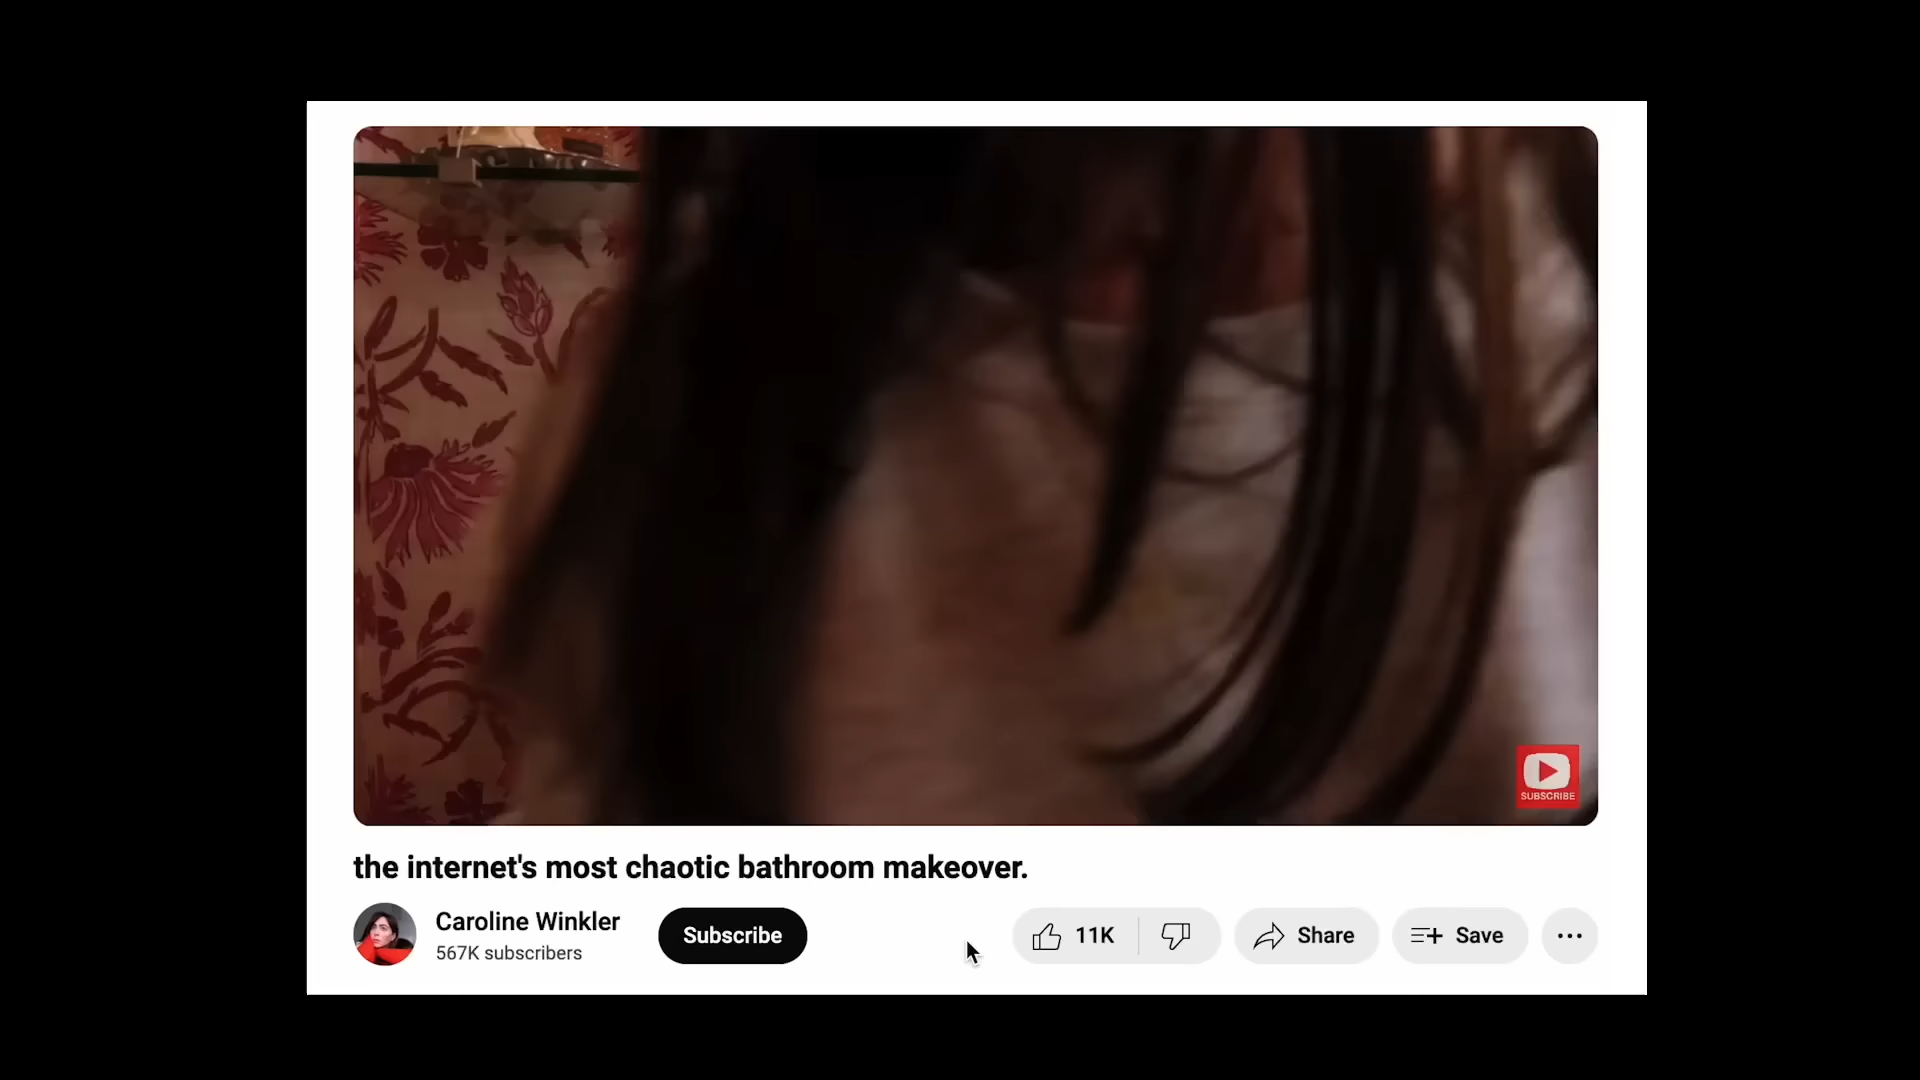 SUBSCRIBE
the internet's most chaotic bathroom makeover.
Caroline Winkler
567K subscribers
Subscribe
11K
Share
Save